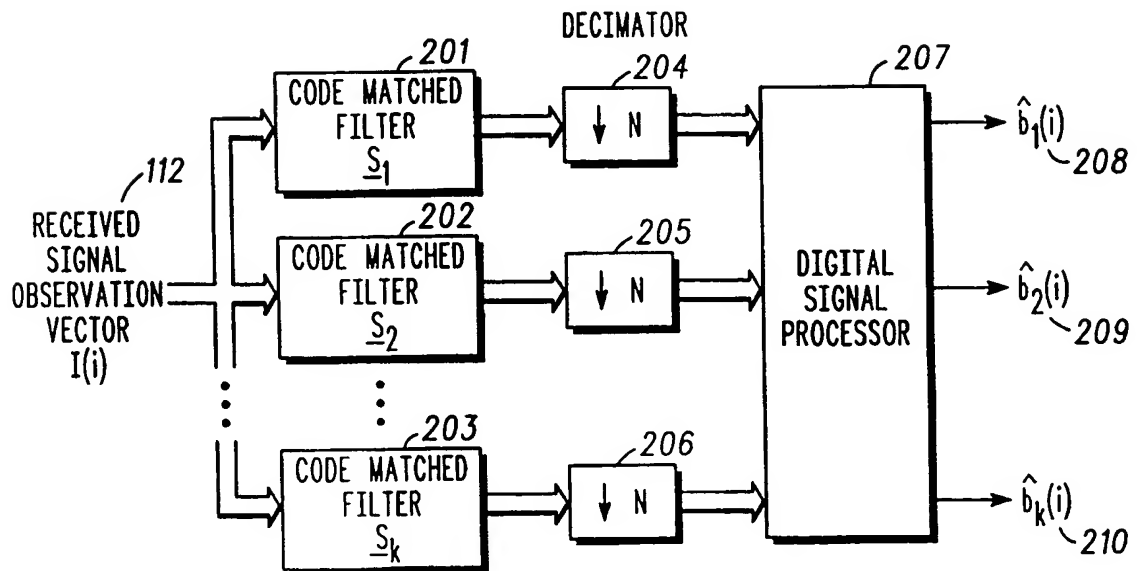 DECIMATOR
201
CODE MATCHED
FILTER
S1
204
↓ N
207
DIGITAL
SIGNAL
PROCESSOR
b̂1(i)
208
112
RECEIVED
SIGNAL
OBSERVATION
VECTOR
I(i)
202
CODE MATCHED
FILTER
S2
205
↓ N
b̂2(i)
209
203
CODE MATCHED
FILTER
Sk
206
↓ N
b̂k(i)
210